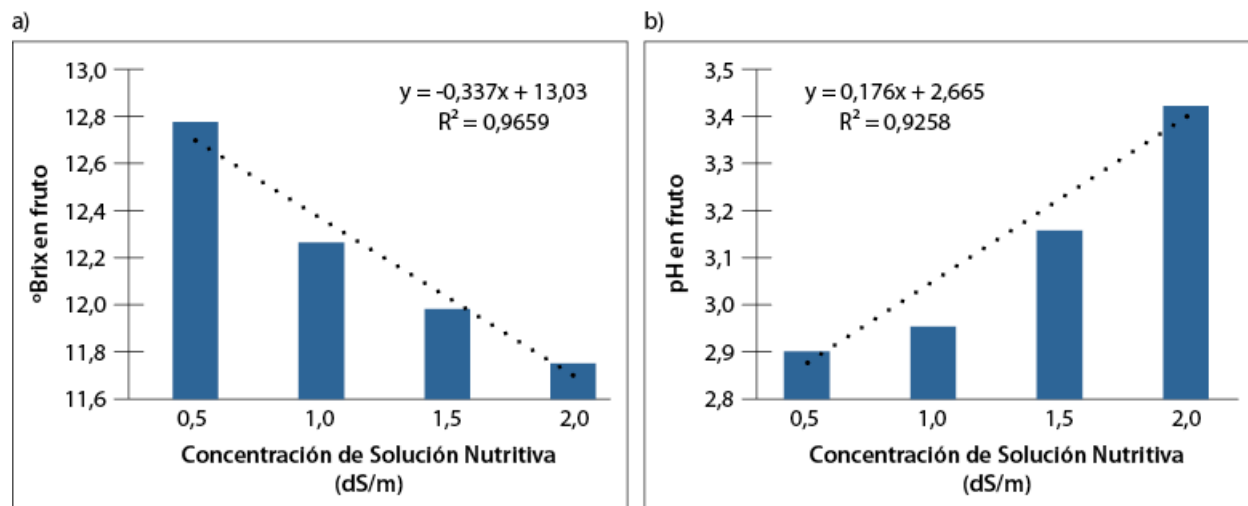 a)
y = -0,337x + 13,03
R² = 0,9659
ºBrix en fruto
13,0
12,8
12,6
12,4
12,2
12,0
11,8
11,6
0,5 1,0 1,5 2,0
Concentración de Solución Nutritiva
(dS/m)
b)
y = 0,176x + 2,665
R² = 0,9258
pH en fruto
3,5
3,4
3,3
3,2
3,1
3,0
2,9
2,8
0,5 1,0 1,5 2,0
Concentración de Solución Nutritiva
(dS/m)